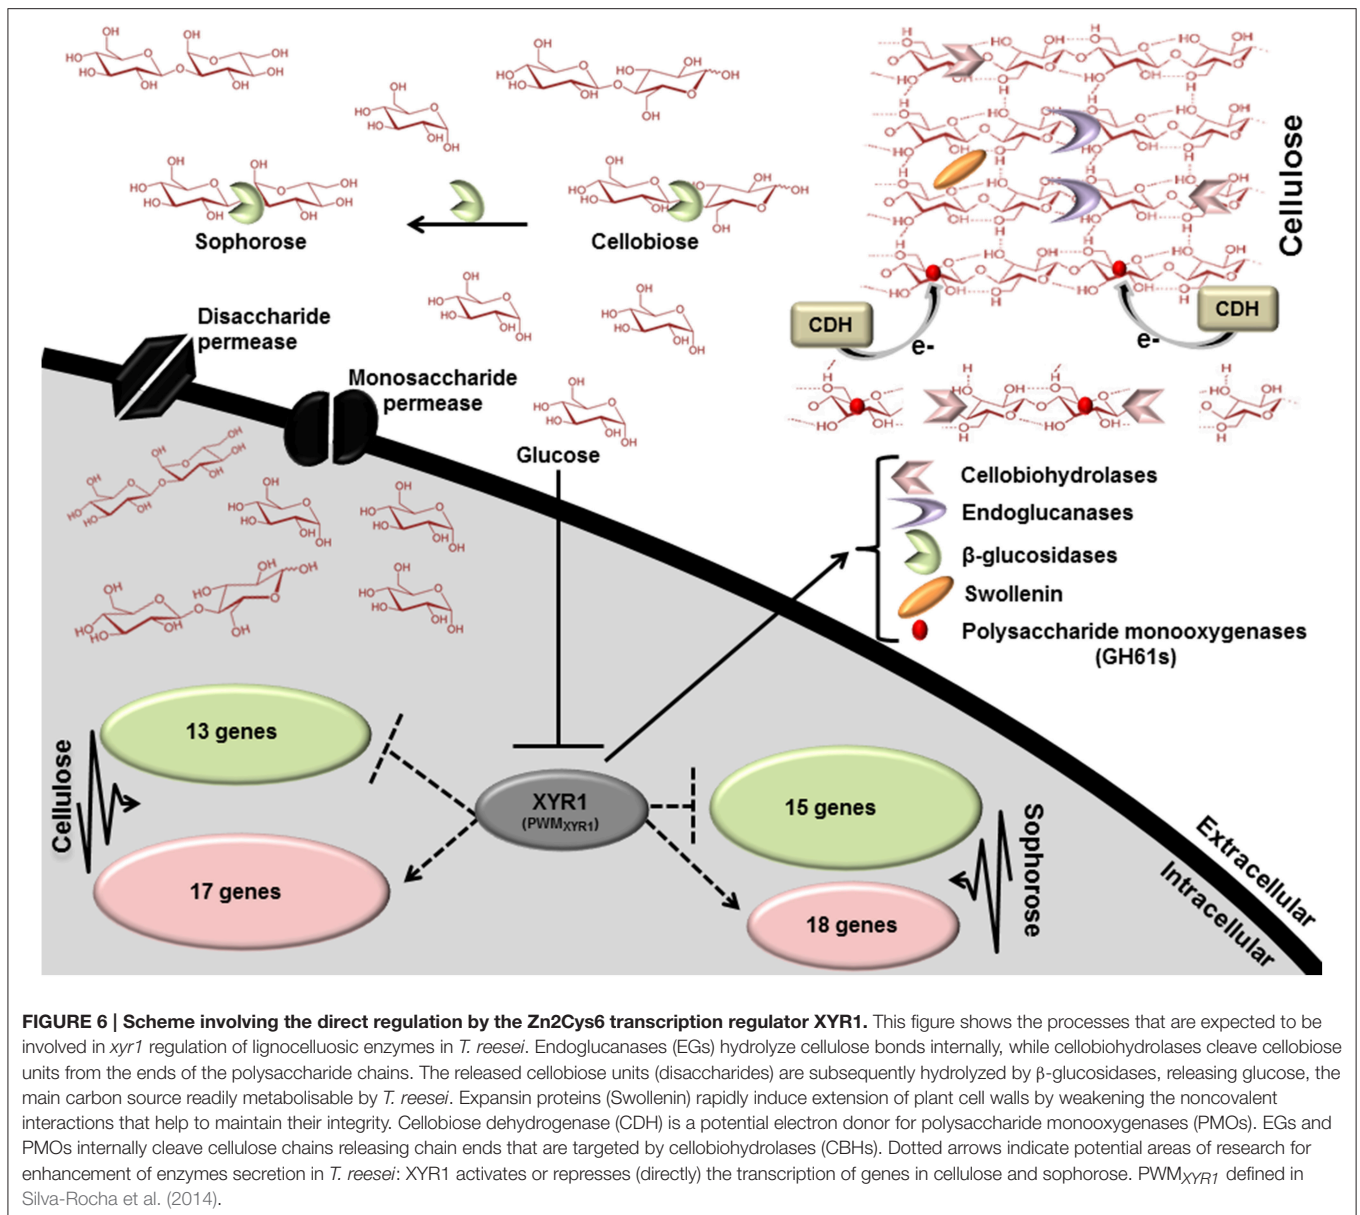 Sophorose
Cellobiose
Cellulose
CDH
CDH
e-
e-
Disaccharide
permease
Monosaccharide
permease
Glucose
Cellobiohydrolases
Endoglucanases
β-glucosidases
Swollenin
Polysaccharide monooxygenases
(GH61s)
Cellulose
13 genes
17 genes
XYR1
(PWMXYR1)
15 genes
18 genes
Sophorose
Extracellular
Intracellular
FIGURE 6 | Scheme involving the direct regulation by the Zn2Cys6 transcription regulator XYR1. This figure shows the processes that are expected to be
involved in xyr1 regulation of lignocelluosic enzymes in T. reesei. Endoglucanases (EGs) hydrolyze cellulose bonds internally, while cellobiohydrolases cleave cellobiose
units from the ends of the polysaccharide chains. The released cellobiose units (disaccharides) are subsequently hydrolyzed by β-glucosidases, releasing glucose, the
main carbon source readily metabolisable by T. reesei. Expansin proteins (Swollenin) rapidly induce extension of plant cell walls by weakening the noncovalent
interactions that help to maintain their integrity. Cellobiose dehydrogenase (CDH) is a potential electron donor for polysaccharide monooxygenases (PMOs). EGs and
PMOs internally cleave cellulose chains releasing chain ends that are targeted by cellobiohydrolases (CBHs). Dotted arrows indicate potential areas of research for
enhancement of enzymes secretion in T. reesei: XYR1 activates or represses (directly) the transcription of genes in cellulose and sophorose. PWMXYR1 defined in
Silva-Rocha et al. (2014).